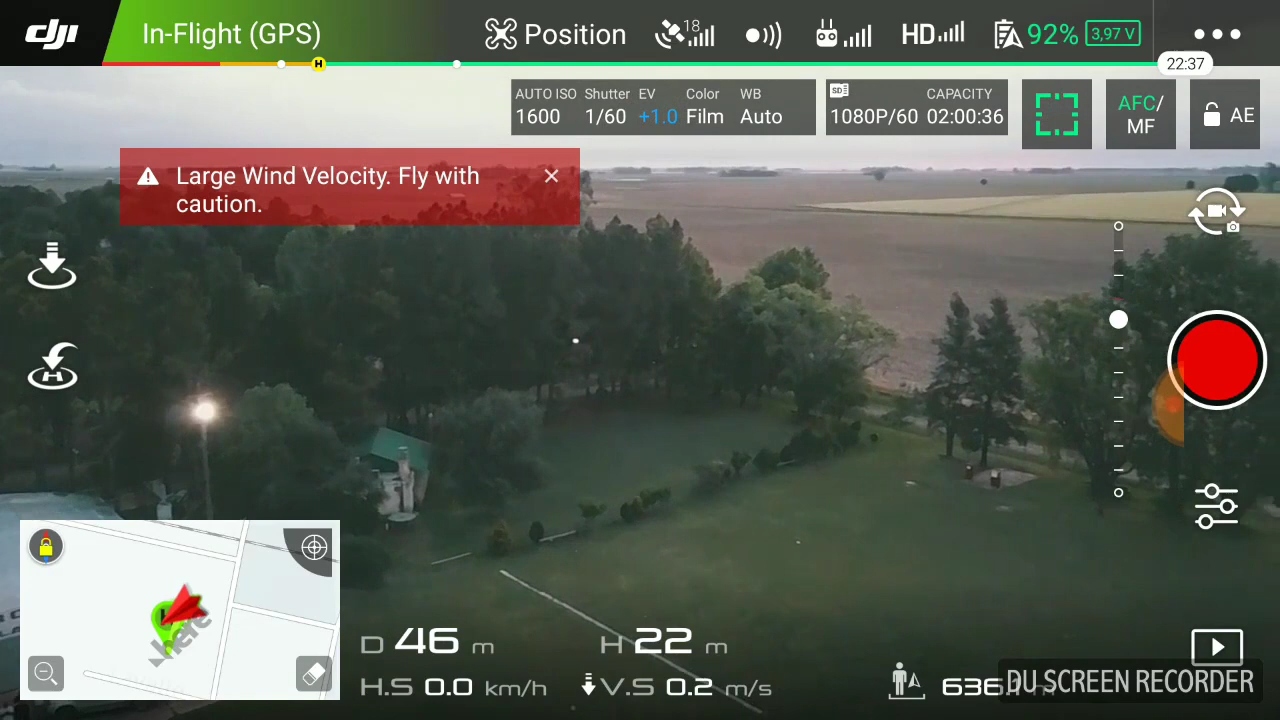 dji
In-Flight (GPS)
Position
18
HD
92%
3,97 V
22:37
H
AUTO ISO
1600
Shutter
1/60
EV
+1.0
Color
Film
WB
Auto
SD
1080P/60
CAPACITY
02:00:36
AFC/
MF
AE
Large Wind Velocity. Fly with
caution.
H
Here
D 46 m
H 22 m
H.S 0.0 km/h
V.S 0.2 m/s
DU SCREEN RECORDER